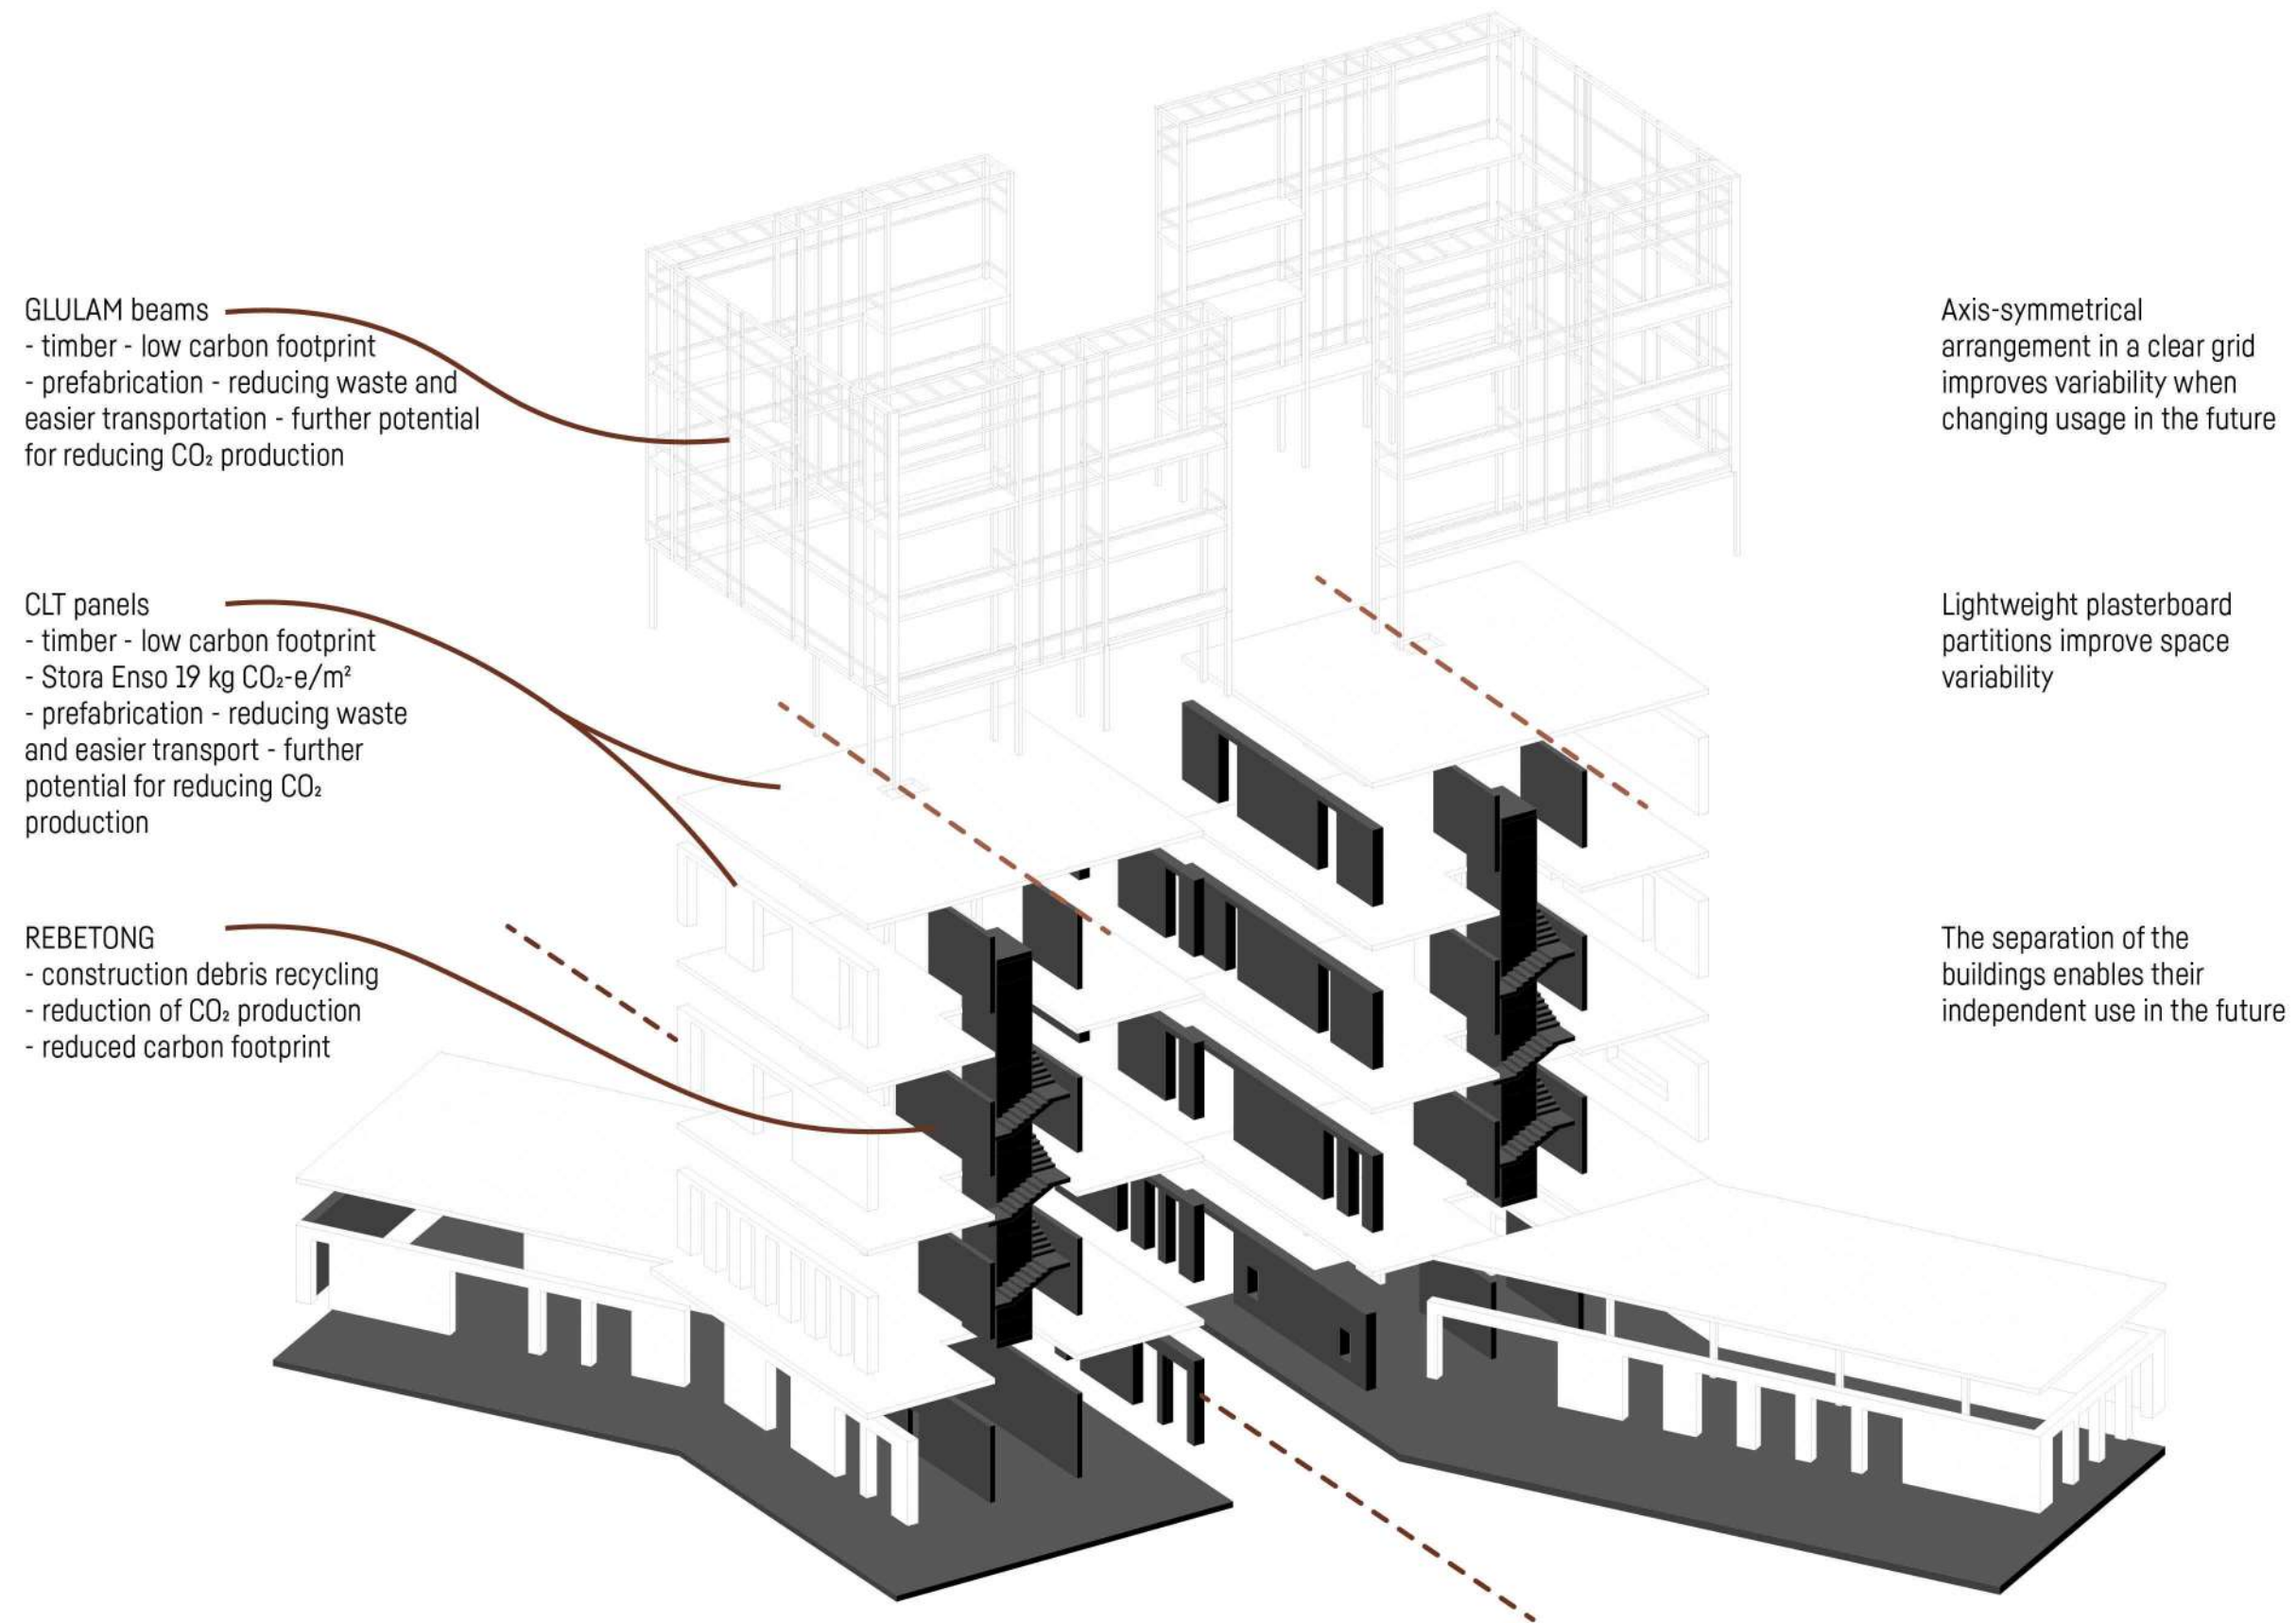 GLULAM beams
- timber - low carbon footprint
- prefabrication - reducing waste and
easier transportation - further potential
for reducing CO₂ production
CLT panels
- timber - low carbon footprint
- Stora Enso 19 kg CO₂-e/m²
- prefabrication - reducing waste
and easier transport - further
potential for reducing CO₂
production
REBETONG
- construction debris recycling
- reduction of CO₂ production
- reduced carbon footprint
Axis-symmetrical
arrangement in a clear grid
improves variability when
changing usage in the future
Lightweight plasterboard
partitions improve space
variability
The separation of the
buildings enables their
independent use in the future